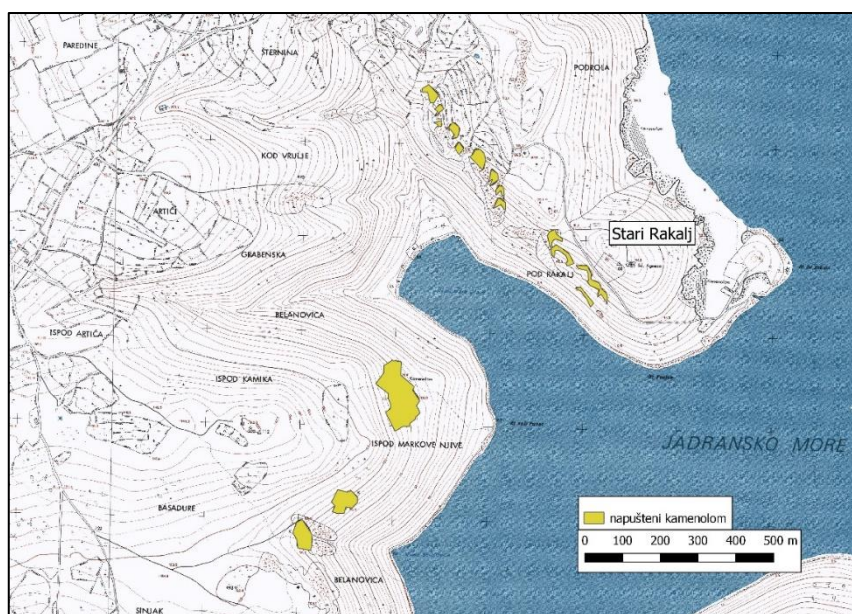 PAREDINE
ŠTERNINA
PODROLA
KOD VRULJE
ARTIĆI
Stari Rakalj
GRABENSKA
POD RAKALJ
BELANOVICA
ISPOD ARTIĆA
ISPOD KAMIKA
ISPOD MARKOVE NJIVE
JADRANSKO MORE
BASADURE
napušteni kamenolom
0 100 200 300 400 500 m
BELANOVICA
SINJAK